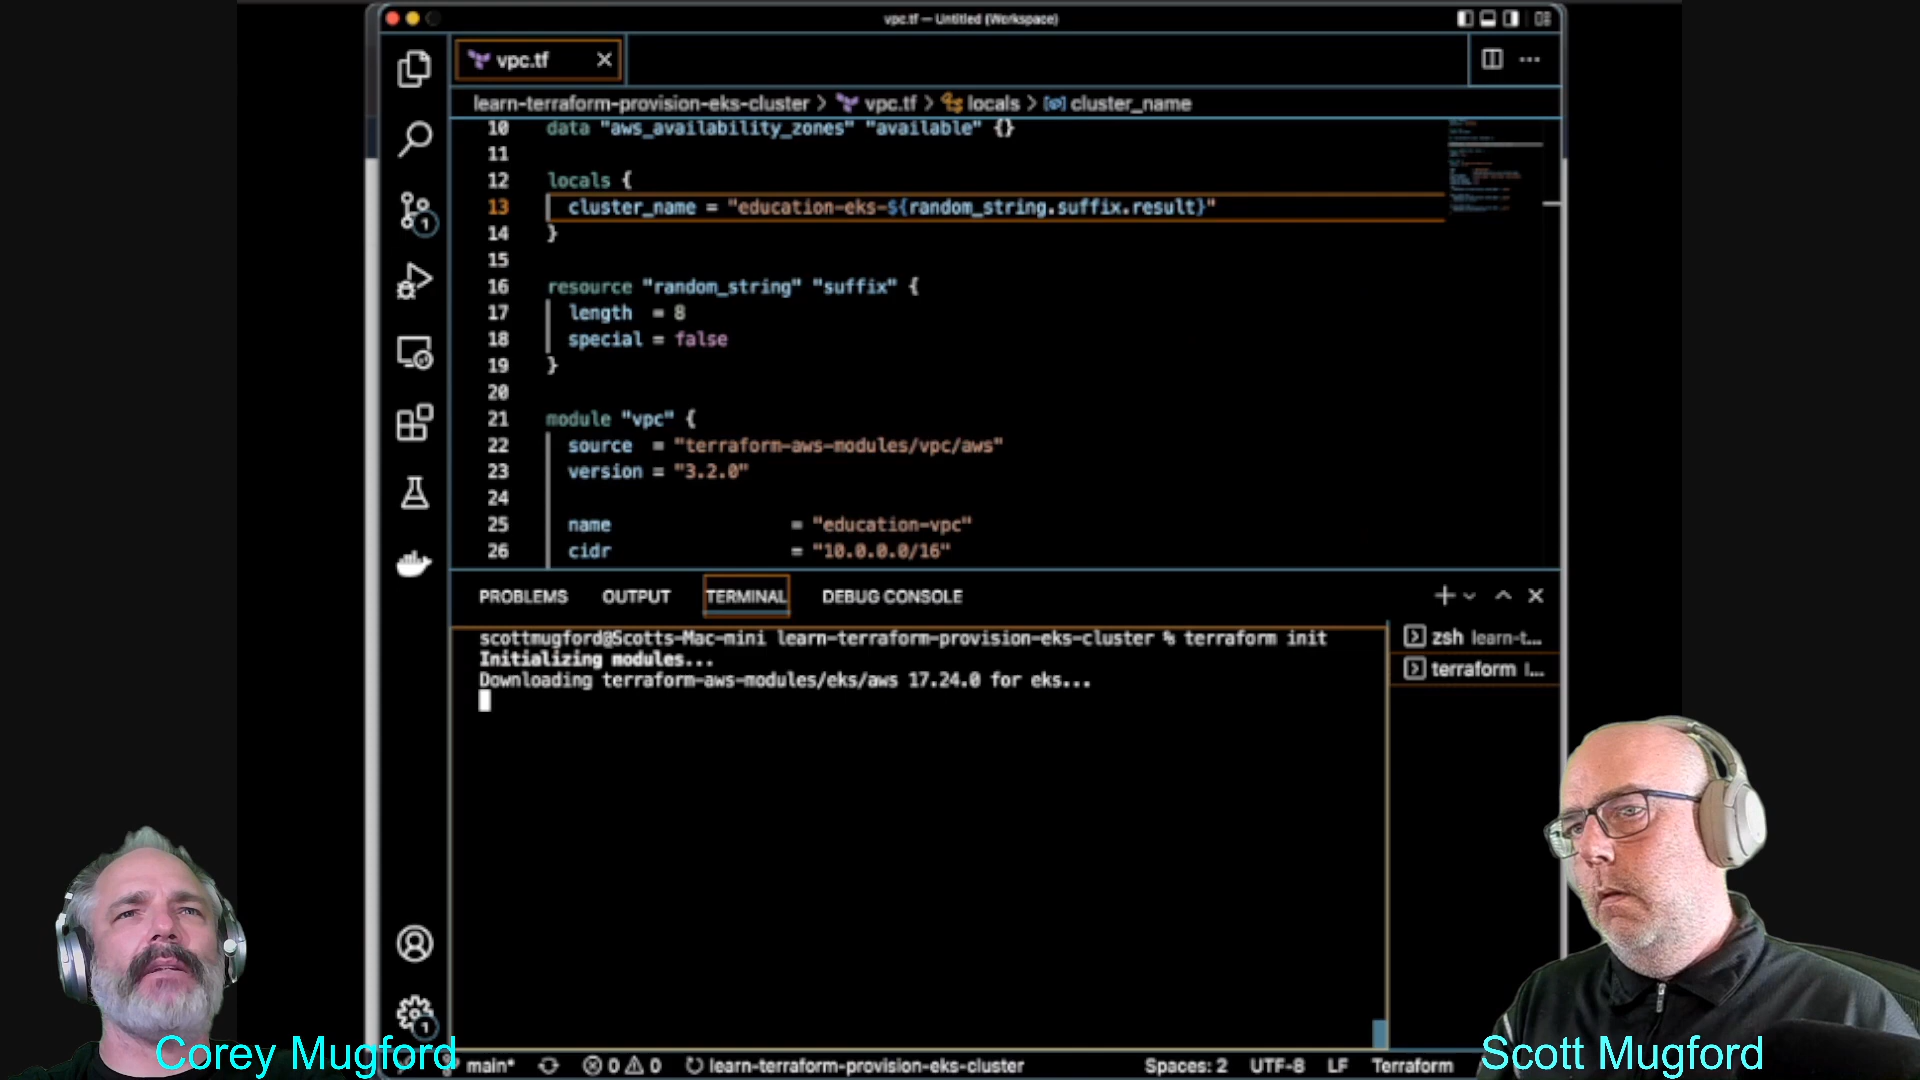 vpc.tf — Untitled (Workspace)
vpc.tf
learn-terraform-provision-eks-cluster > vpc.tf > locals > cluster_name
10 data "aws_availability_zones" "available" {}
11
12 locals {
13 cluster_name = "education-eks-${random_string.suffix.result}"
14 }
15
16 resource "random_string" "suffix" {
17 length = 8
18 special = false
19 }
20
21 module "vpc" {
22 source = "terraform-aws-modules/vpc/aws"
23 version = "3.2.0"
24
25 name = "education-vpc"
26 cidr = "10.0.0.0/16"
1
PROBLEMS OUTPUT TERMINAL DEBUG CONSOLE
scottmugford@Scotts-Mac-mini learn-terraform-provision-eks-cluster % terraform init
Initializing modules...
Downloading terraform-aws-modules/eks/aws 17.24.0 for eks...
zsh learn-t...
terraform l...
1
Corey Mugford
Scott Mugford
main* 0 0 learn-terraform-provision-eks-cluster Spaces: 2 UTF-8 LF Terraform